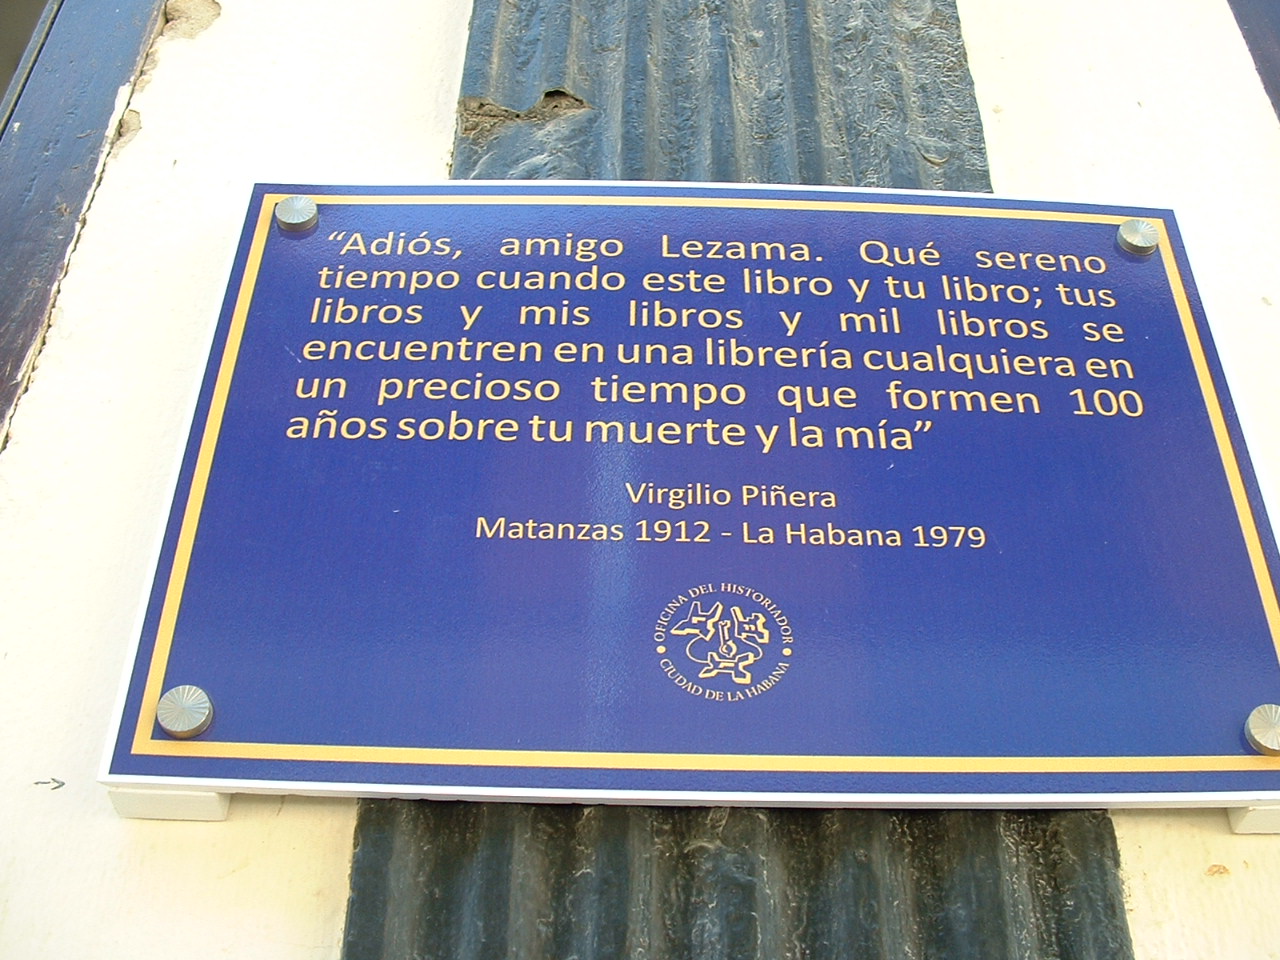 “Adiós, amigo Lezama. Qué sereno
tiempo cuando este libro y tu libro; tus
libros y mis libros y mil libros se
encuentren en una librería cualquiera en
un precioso tiempo que formen 100
años sobre tu muerte y la mía”
Virgilio Piñera
Matanzas 1912 - La Habana 1979
OFICINA DEL HISTORIADOR
CIUDAD DE LA HABANA